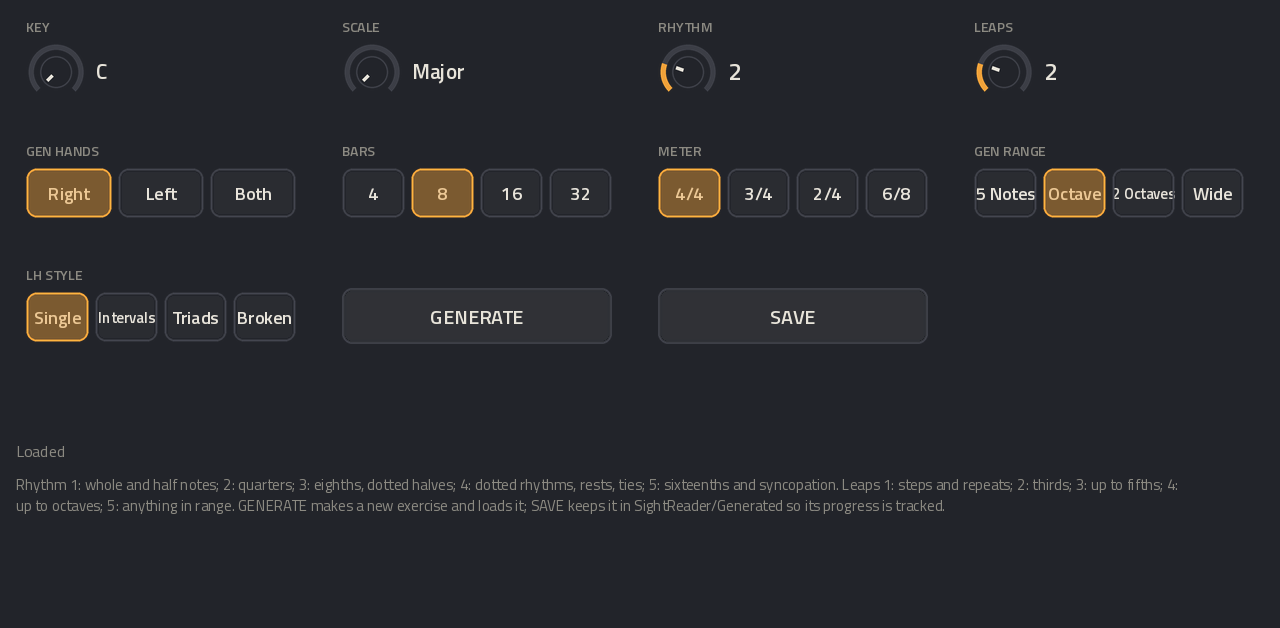 KEY
C
SCALE
Major
RHYTHM
2
LEAPS
2
GEN HANDS
Right Left Both
BARS
4 8 16 32
METER
4/4 3/4 2/4 6/8
GEN RANGE
5 Notes Octave 2 Octaves Wide
LH STYLE
Single Intervals Triads Broken
GENERATE
SAVE
Loaded
Rhythm 1: whole and half notes; 2: quarters; 3: eighths, dotted halves; 4: dotted rhythms, rests, ties; 5: sixteenths and syncopation. Leaps 1: steps and repeats; 2: thirds; 3: up to fifths; 4:
up to octaves; 5: anything in range. GENERATE makes a new exercise and loads it; SAVE keeps it in SightReader/Generated so its progress is tracked.